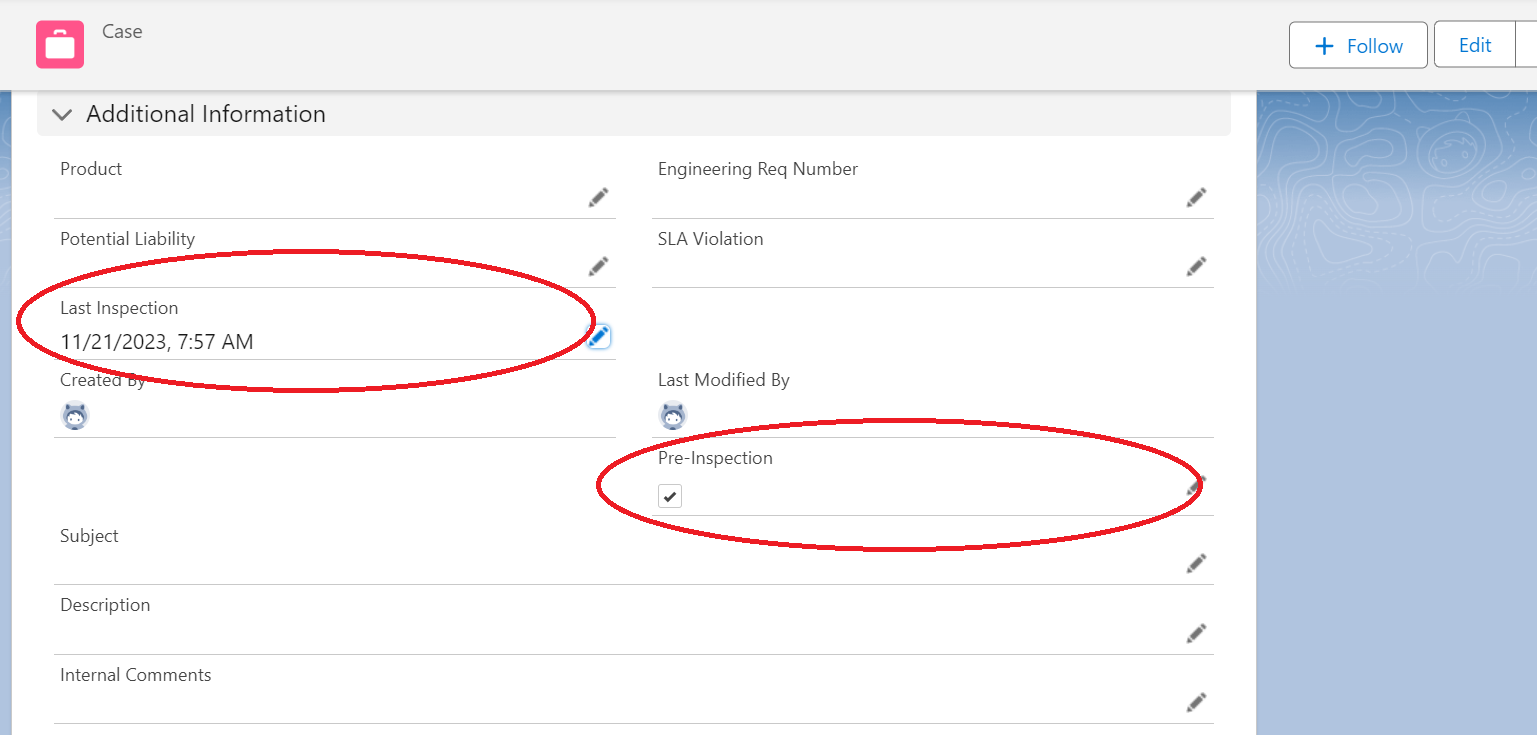 Case
Follow
Edit
Additional Information
Product
Engineering Req Number
Potential Liability
SLA Violation
Last Inspection
11/21/2023, 7:57 AM
Created By
Last Modified By
Pre-Inspection
Subject
Description
Internal Comments